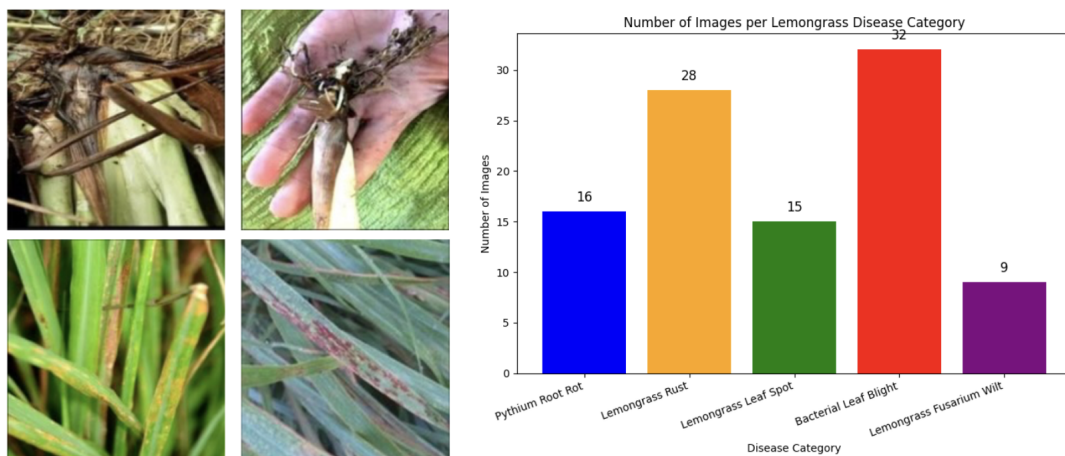 Number of Images per Lemongrass Disease Category
32
30
28
25
Number of Images
20
16
15
15
10
9
5
0
Pythium Root Rot
Lemongrass Rust
Lemongrass Leaf Spot
Bacterial Leaf Blight
Lemongrass Fusarium Wilt
Disease Category